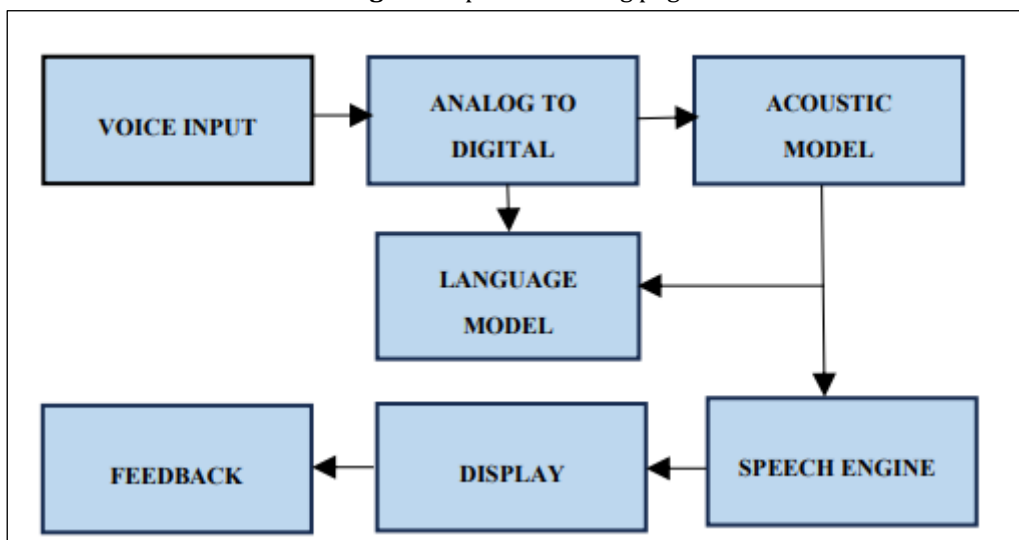 VOICE INPUT
ANALOG TO
DIGITAL
ACOUSTIC
MODEL
LANGUAGE
MODEL
FEEDBACK
DISPLAY
SPEECH ENGINE